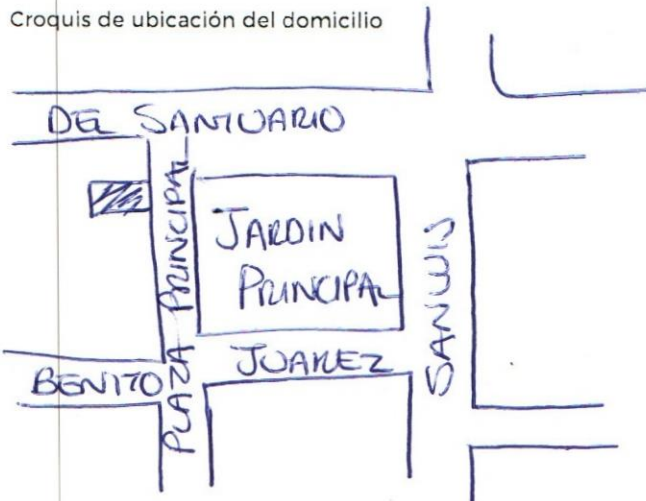 Croquis de ubicación del domicilio
DEL SANTUARIO
PLAZA PRINCIPAL
JARDIN
PRINCIPAL
BENITO JUAREZ
SAN LUIS